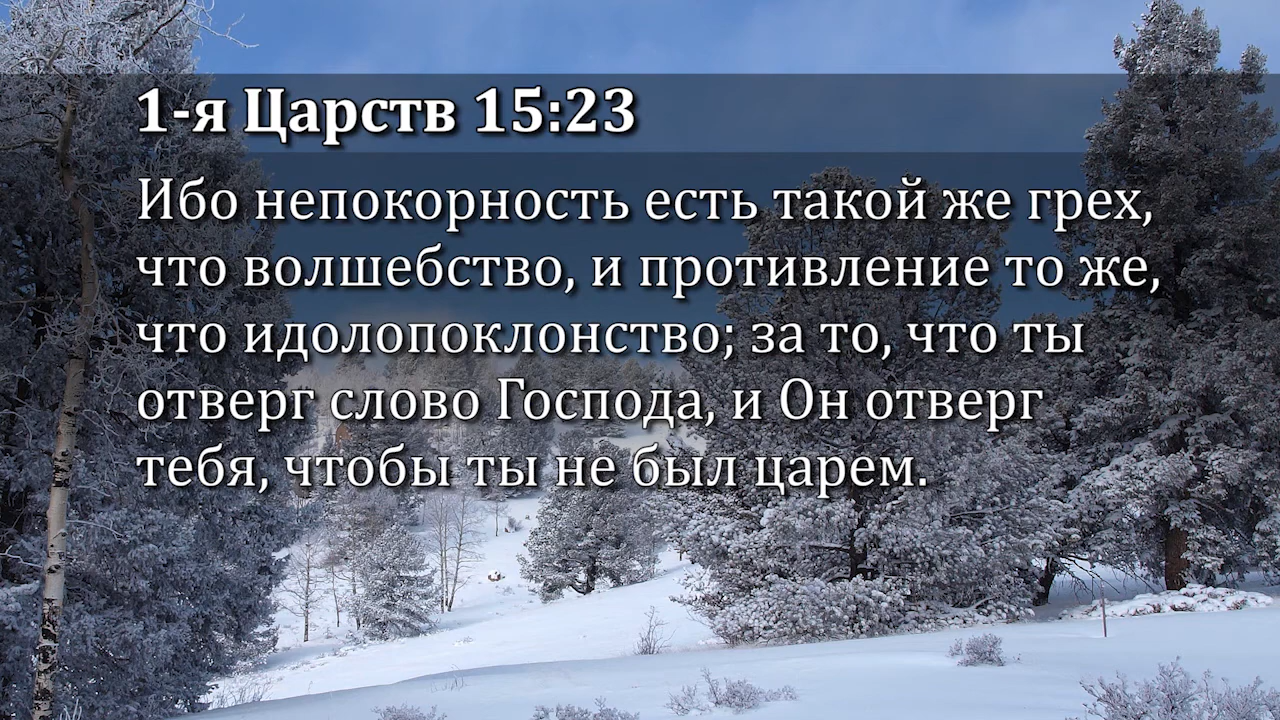 1-я Царств 15:23
Ибо непокорность есть такой же грех,
что волшебство, и противление то же,
что идолопоклонство; за то, что ты
отверг слово Господа, и Он отверг
тебя, чтобы ты не был царем.